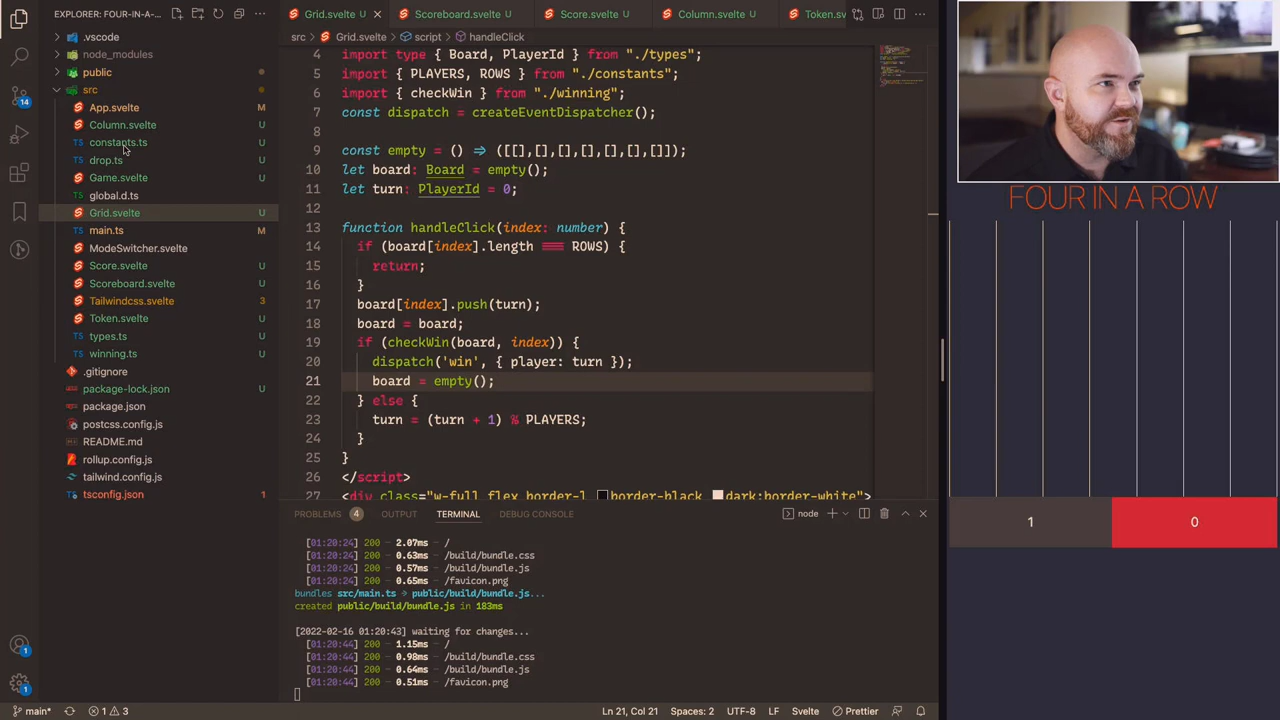 EXPLORER: FOUR-IN-A-...
.vscode
node_modules
public
src
App.svelte M
Column.svelte U
constants.ts U
drop.ts U
Game.svelte U
global.d.ts
Grid.svelte U
main.ts M
ModeSwitcher.svelte
Score.svelte U
Scoreboard.svelte U
Tailwindcss.svelte 3
Token.svelte U
types.ts U
winning.ts U
.gitignore
package-lock.json U
package.json
postcss.config.js
README.md
rollup.config.js
tailwind.config.js
tsconfig.json 1
14
1
1
Grid.svelte U
Scoreboard.svelte U
Score.svelte U
Column.svelte U
Token.sv
src > Grid.svelte > script > handleClick
4 import type { Board, PlayerId } from "./types";
5 import { PLAYERS, ROWS } from "./constants";
6 import { checkWin } from "./winning";
7 const dispatch = createEventDispatcher();
8
9 const empty = () => ([[],[],[],[],[],[],[]]);
10 let board: Board = empty();
11 let turn: PlayerId = 0;
12
13 function handleClick(index: number) {
14 if (board[index].length === ROWS) {
15 return;
16 }
17 board[index].push(turn);
18 board = board;
19 if (checkWin(board, index)) {
20 dispatch('win', { player: turn });
21 board = empty();
22 } else {
23 turn = (turn + 1) % PLAYERS;
24 }
25 }
26 </script>
27 <div class="w-full flex border-l border-black dark:border-white">
PROBLEMS 4 OUTPUT TERMINAL DEBUG CONSOLE node
[01:20:24] 200 – 2.07ms – /
[01:20:24] 200 – 0.63ms – /build/bundle.css
[01:20:24] 200 – 0.57ms – /build/bundle.js
[01:20:24] 200 – 0.65ms – /favicon.png
bundles src/main.ts → public/build/bundle.js...
created public/build/bundle.js in 183ms
[2022-02-16 01:20:43] waiting for changes...
[01:20:44] 200 – 1.15ms – /
[01:20:44] 200 – 0.98ms – /build/bundle.css
[01:20:44] 200 – 0.64ms – /build/bundle.js
[01:20:44] 200 – 0.51ms – /favicon.png
main* 1 3 Ln 21, Col 21 Spaces: 2 UTF-8 LF Svelte Prettier
FOUR IN A ROW
1 0